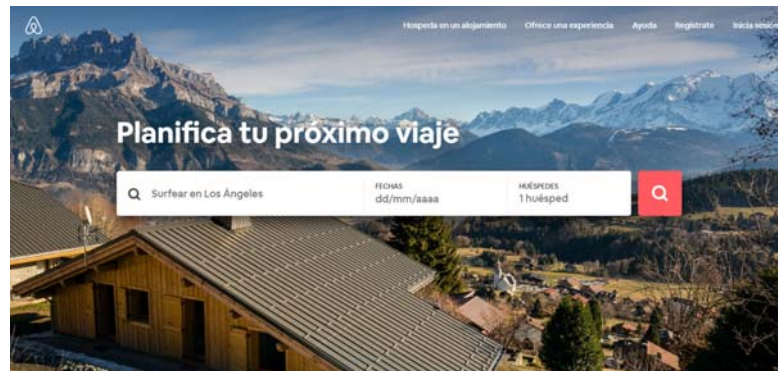 Hospeda en un alojamiento Ofrece una experiencia Ayuda Regístrate Inicia sesión
Planifica tu próximo viaje
Surfear en Los Ángeles
FECHAS
dd/mm/aaaa
HUÉSPEDES
1 huésped